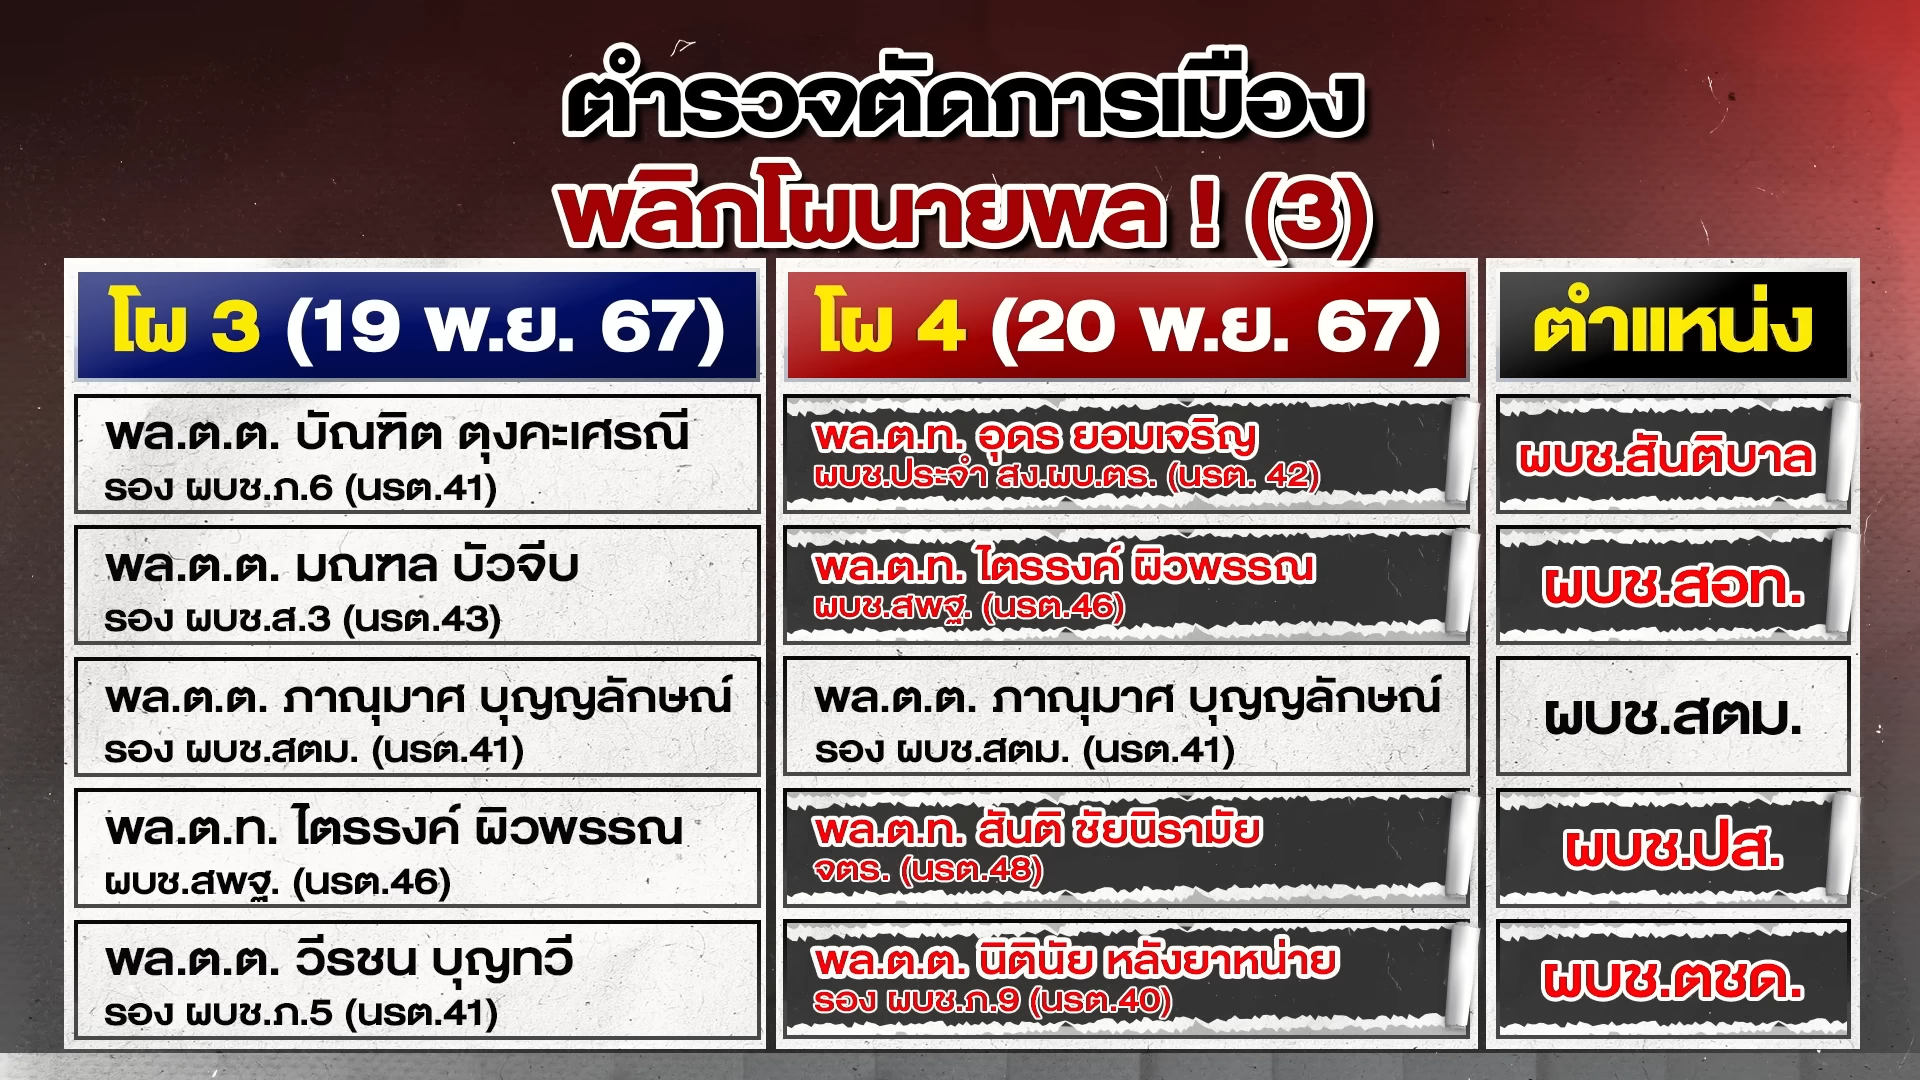 ตำรวจตัดการเมือง
พลิกโผนายพล ! (3)
โผ 3 (19 พ.ย. 67)
โผ 4 (20 พ.ย. 67)
ตำแหน่ง
พล.ต.ต. บัณฑิต ตุงคะเศรณี
รอง ผบช.ภ.6 (นรต.41)
พล.ต.ท. อุดร ยอมเจริญ
ผบช.ประจำ สง.ผบ.ตร. (นรต. 42)
ผบช.สันติบาล
พล.ต.ต. มณฑล บัวจีบ
รอง ผบช.ส.3 (นรต.43)
พล.ต.ท. ไตรรงค์ ผิวพรรณ
ผบช.สพฐ. (นรต.46)
ผบช.สอท.
พล.ต.ต. ภาณุมาศ บุญญลักษณ์
รอง ผบช.สตม. (นรต.41)
พล.ต.ต. ภาณุมาศ บุญญลักษณ์
รอง ผบช.สตม. (นรต.41)
ผบช.สตม.
พล.ต.ท. ไตรรงค์ ผิวพรรณ
ผบช.สพฐ. (นรต.46)
พล.ต.ท. สันติ ชัยนิรามัย
จตร. (นรต.48)
ผบช.ปส.
พล.ต.ต. วีรชน บุญทวี
รอง ผบช.ภ.5 (นรต.41)
พล.ต.ต. นิตินัย หลังยาหน่าย
รอง ผบช.ภ.9 (นรต.40)
ผบช.ตชด.